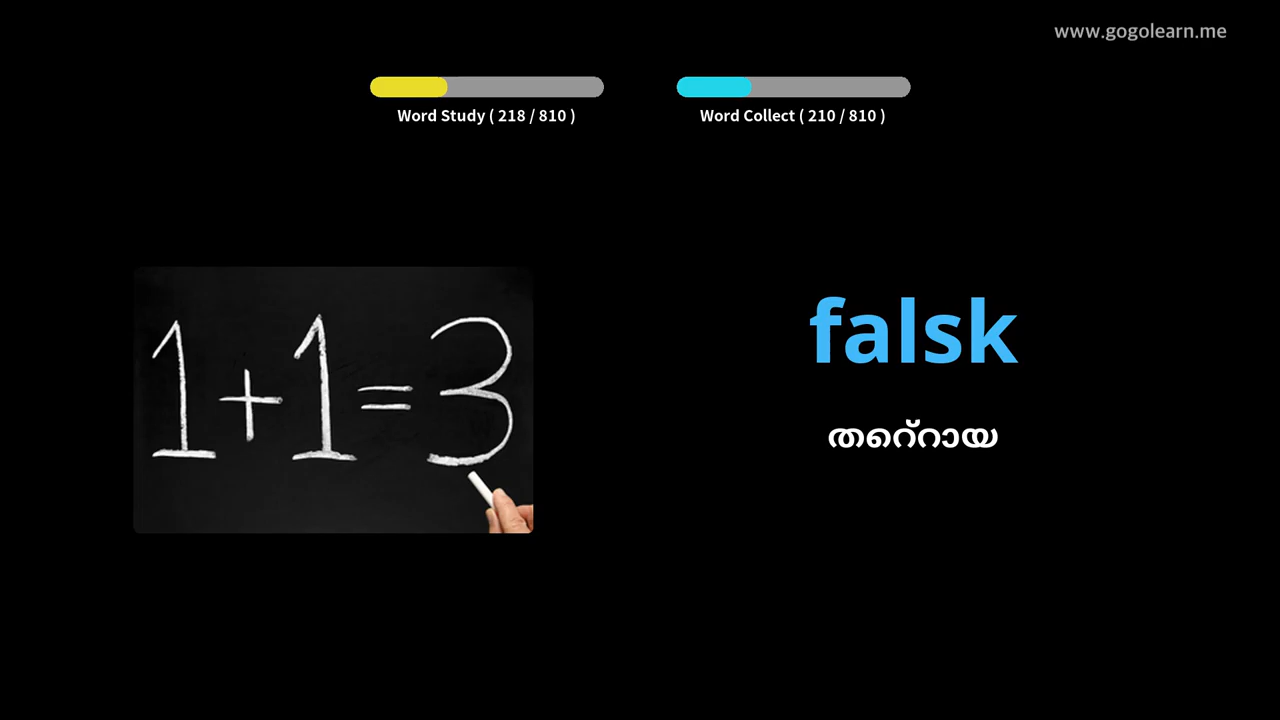 www.gogolearn.me
Word Study ( 218 / 810 )
Word Collect ( 210 / 810 )
1+1=3
falsk
തെറ്റായ